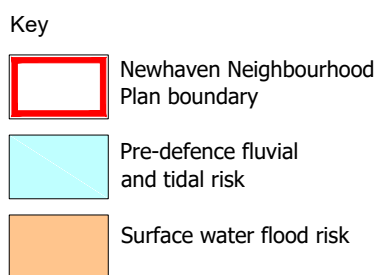 Key
Newhaven Neighbourhood
Plan boundary
Pre-defence fluvial
and tidal risk
Surface water flood risk